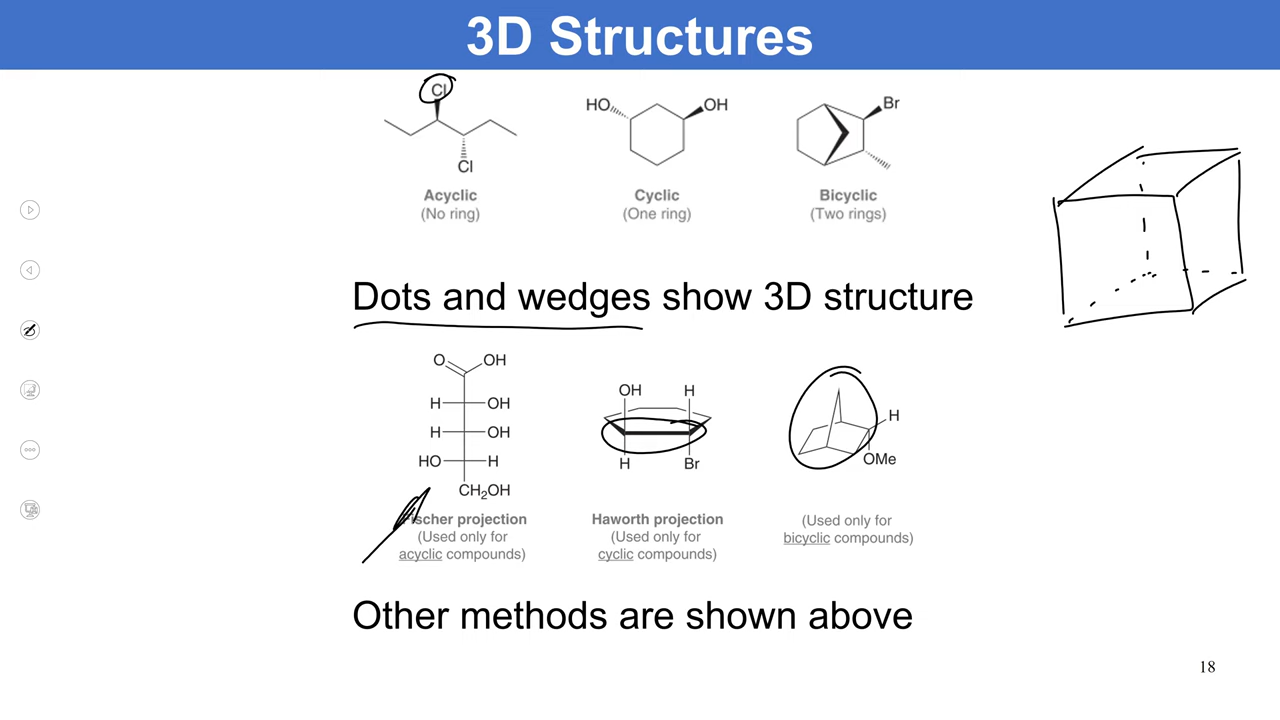 3D Structures
Cl
Cl
HO
OH
Br
Acyclic
(No ring)
Cyclic
(One ring)
Bicyclic
(Two rings)
Dots and wedges show 3D structure
O OH
H OH
H OH
HO H
CH2OH
OH H
H Br
H
OMe
Fischer projection
(Used only for
acyclic compounds)
Haworth projection
(Used only for
cyclic compounds)
(Used only for
bicyclic compounds)
Other methods are shown above
18